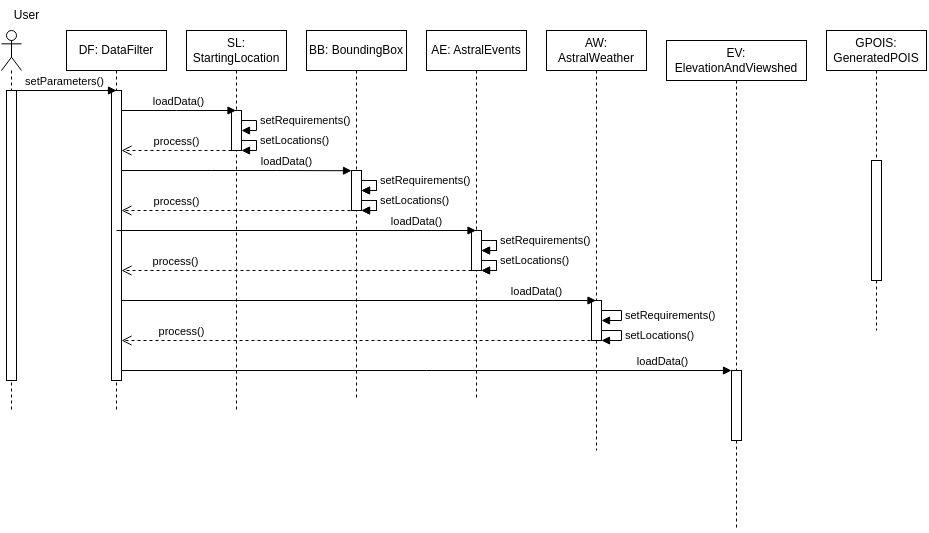 User
DF: DataFilter
SL:
StartingLocation
BB: BoundingBox
AE: AstralEvents
AW:
AstralWeather
EV:
ElevationAndViewshed
GPOIS:
GeneratedPOIS
setParameters()
loadData()
setRequirements()
setLocations()
process()
loadData()
setRequirements()
setLocations()
process()
loadData()
setRequirements()
setLocations()
process()
loadData()
setRequirements()
setLocations()
process()
loadData()